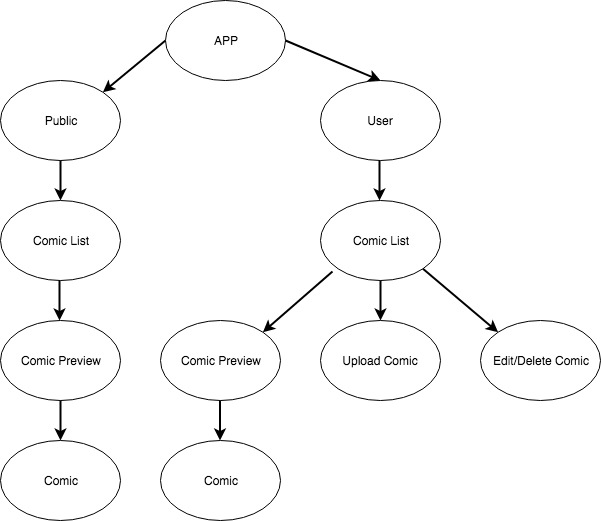 APP
Public
User
Comic List
Comic List
Comic Preview
Comic Preview
Upload Comic
Edit/Delete Comic
Comic
Comic